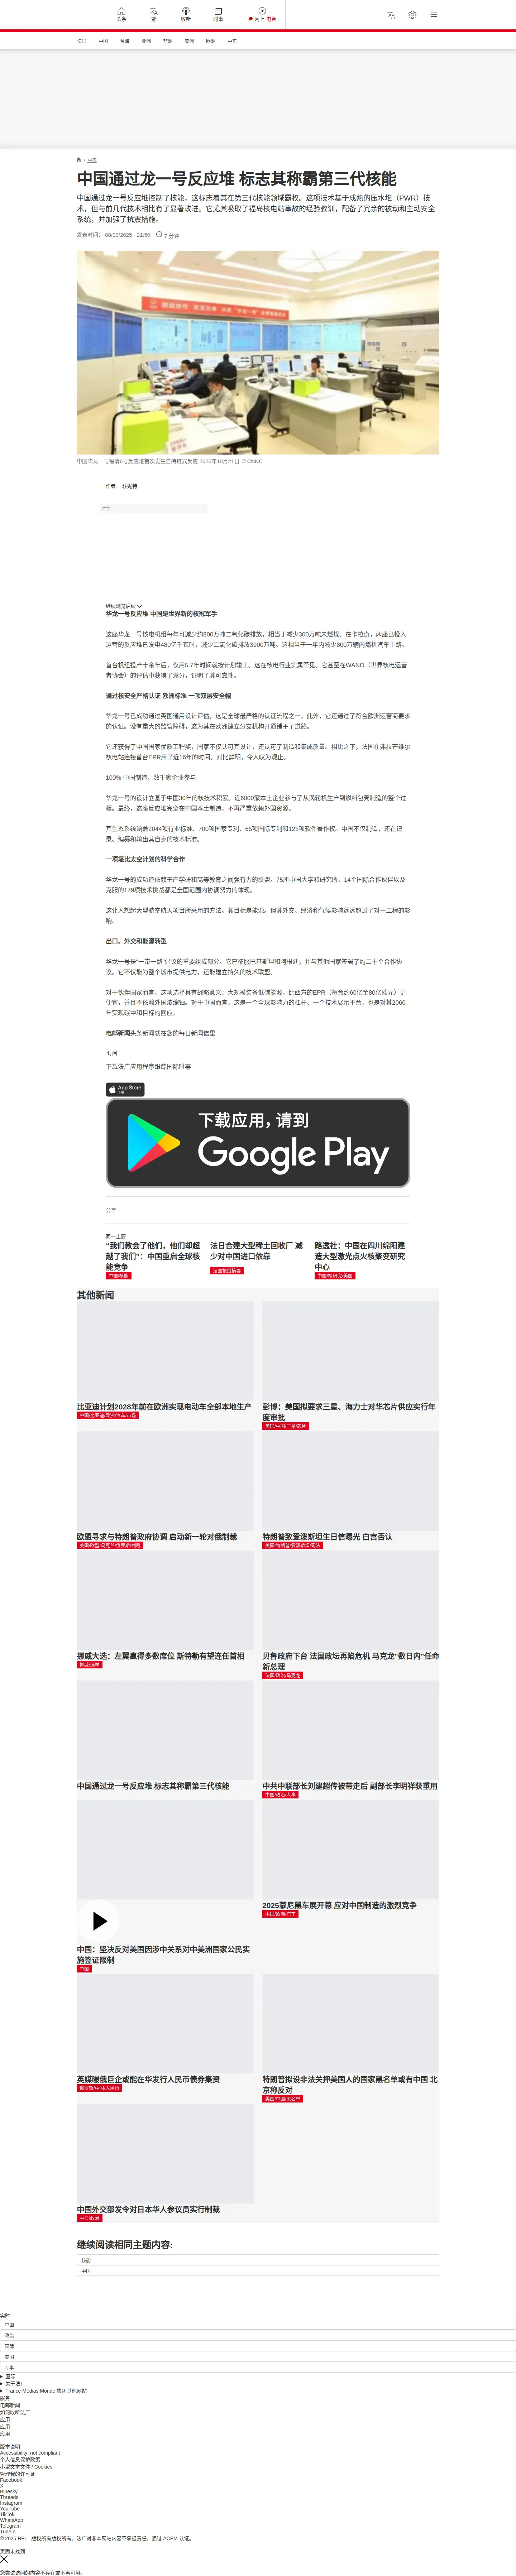 头条
繁
收听
时事
网上 电台
法国
中国
台海
亚洲
非洲
美洲
欧洲
中东
/ 中国
中国通过龙一号反应堆 标志其称霸第三代核能
中国通过龙一号反应堆控制了核能，这标志着其在第三代核能领域霸权。这项技术基于成熟的压水堆（PWR）技
术，但与前几代技术相比有了显著改进。它尤其吸取了福岛核电站事故的经验教训，配备了冗余的被动和主动安全
系统，并加强了抗震措施。
发表时间： 08/09/2025 - 21:50
7 分钟
中国华龙一号福清6号反应堆首次发生自持链式反应 2020年10月21日 © CNNC
作者： 珍妮特
广告
继续浏览后续
华龙一号反应堆 中国是世界新的核冠军手
这座华龙一号核电机组每年可减少约800万吨二氧化碳排放，相当于减少300万吨未燃煤。在卡拉奇，两座已投入
运营的反应堆已发电480亿千瓦时，减少二氧化碳排放3900万吨。这相当于一年内减少800万辆内燃机汽车上路。
首台机组投产十余年后，仅用5.7年时间就按计划竣工。这在核电行业实属罕见。它甚至在WANO（世界核电运营
者协会）的评估中获得了满分，证明了其可靠性。
通过核安全严格认证 欧洲标准 一顶双层安全帽
华龙一号已成功通过英国通用设计评估，这是全球最严格的认证流程之一。此外，它还通过了符合欧洲运营商要求
的认证。没有重大的监管障碍，这为其在欧洲建立分支机构开通铺平了道路。
它还获得了中国国家优质工程奖，国家不仅认可其设计，还认可了制造和集成质量。相比之下，法国在弗拉芒维尔
核电站连接首台EPR用了近16年的时间。对比鲜明，令人叹为观止。
100% 中国制造，数千家企业参与
华龙一号的设计立基于中国30年的核技术积累。近6000家本土企业参与了从涡轮机生产到燃料包壳制造的整个过
程。最终，这座反应堆完全在中国本土制造，不再严重依赖外国资源。
其生态系统涵盖2044项行业标准、700项国家专利、65项国际专利和125项软件著作权。中国不仅制造，还在记
录、编纂和输出其自身的技术标准。
一项堪比太空计划的科学合作
华龙一号的成功还依赖于产学研和高等教育之间强有力的联盟。75所中国大学和研究所、14个国际合作伙伴以及
克服的179项技术挑战都是全国范围内协调努力的体现。
这让人想起大型航空航天项目所采用的方法。其目标是能源。但其外交、经济和气候影响远远超过了对于工程的影
响。
出口、外交和能源转型
华龙一号是“一带一路”倡议的重要组成部分。它已征服巴基斯坦和阿根廷，并与其他国家签署了约二十个合作协
议。它不仅能为整个城市提供电力，还能建立持久的技术联盟。
对于伙伴国家而言，这项选择具有战略意义：大规模装备低碳能源，比西方的EPR（每台约60亿至80亿欧元）更
便宜，并且不依赖外国浓缩铀。对于中国而言，这是一个全球影响力的杠杆、一个技术展示平台，也是对其2060
年实现碳中和目标的回应。
电邮新闻头条新闻就在您的每日新闻信里
订阅
下载法广应用程序跟踪国际时事
App Store
下载
下载应用，请到
Google Play
分享 :
同一主题
“我们教会了他们，他们却超
越了我们”：中国重启全球核
能竞争
中国/核能
法日合建大型稀土回收厂 减
少对中国进口依靠
法国報纸摘要
路透社：中国在四川绵阳建
造大型激光点火核聚变研究
中心
中国/核研究/美国
其他新闻
比亚迪计划2028年前在欧洲实现电动车全部本地生产
中国/比亚迪/欧洲/汽车/市场
彭博：美国拟要求三星、海力士对华芯片供应实行年
度审批
美国/中国/三星/芯片
欧盟寻求与特朗普政府协调 启动新一轮对俄制裁
美国/欧盟/乌克兰/俄罗斯/制裁
特朗普致爱泼斯坦生日信曝光 白宫否认
美国/特朗普/爱泼斯坦/司法
挪威大选：左翼赢得多数席位 斯特勒有望连任首相
挪威/选举
贝鲁政府下台 法国政坛再陷危机 马克龙“数日内”任命
新总理
法国/政治/马克龙
中国通过龙一号反应堆 标志其称霸第三代核能
中共中联部长刘建超传被带走后 副部长李明祥获重用
中国/政治/人事
中国：坚决反对美国因涉中关系对中美洲国家公民实
施签证限制
中国
2025慕尼黑车展开幕 应对中国制造的激烈竞争
中国/欧洲/汽车
英媒曝俄巨企或能在华发行人民币债券集资
俄罗斯/中国/人民币
特朗普拟设非法关押美国人的国家黑名单或有中国 北
京称反对
美国/中国/黑名单
中国外交部发令对日本华人参议员实行制裁
中日/政治
继续阅读相同主题内容:
核能
中国
实时
中国
政治
国际
美国
军事
国际
关于法广
France Médias Monde 集团其他网站
服务
电邮新闻
如何收听法广
应用
应用
应用
版本说明
Accessibility: not compliant
个人信息保护政策
小型文本文件 / Cookies
管理我的许可证
Facebook
X
Bluesky
Threads
Instagram
YouTube
TikTok
WhatsApp
Telegram
TuneIn
© 2025 RFI – 版权所有版权所有。法广对非本网站内容不承担责任。通过 ACPM 认证。
页面未找到
您尝试访问的内容不存在或不再可用。